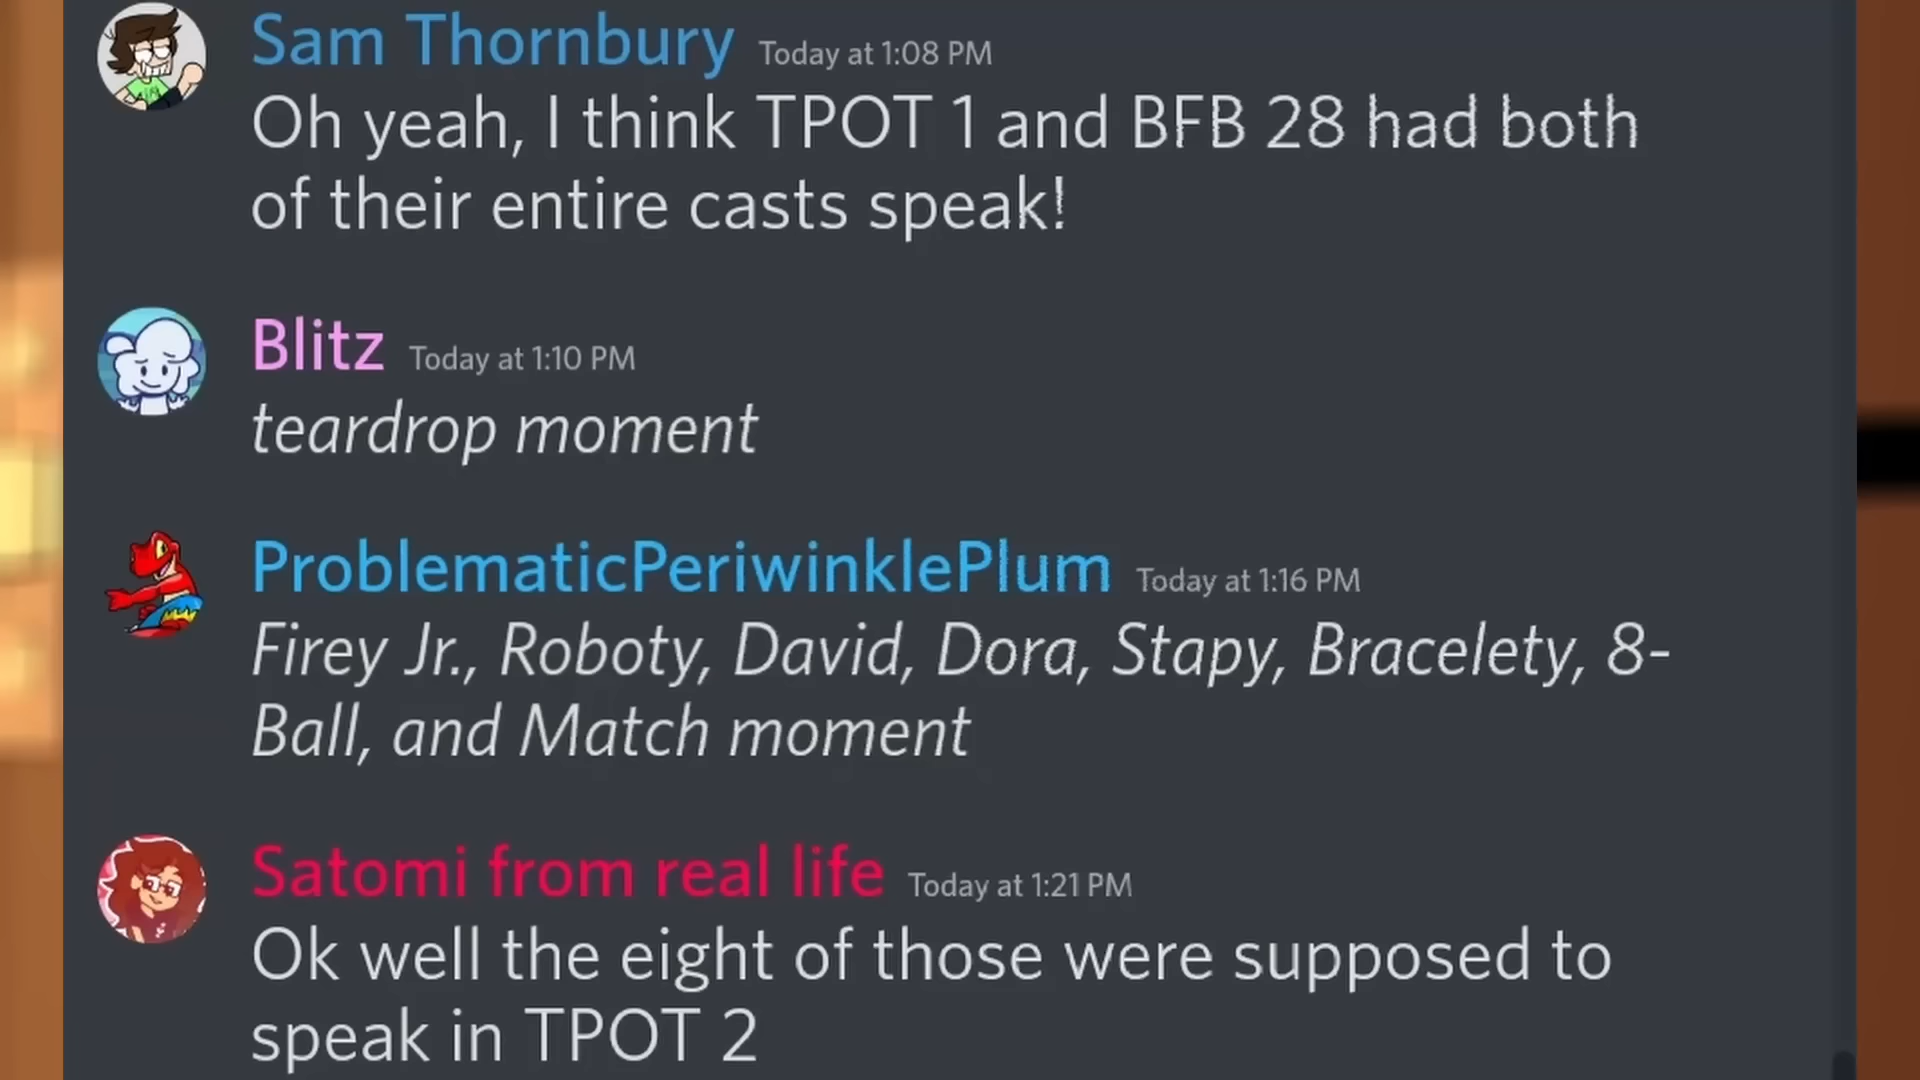 Sam Thornbury Today at 1:08 PM
Oh yeah, I think TPOT 1 and BFB 28 had both
of their entire casts speak!
Blitz Today at 1:10 PM
teardrop moment
ProblematicPeriwinklePlum Today at 1:16 PM
Firey Jr., Roboty, David, Dora, Stapy, Bracelety, 8-
Ball, and Match moment
Satomi from real life Today at 1:21 PM
Ok well the eight of those were supposed to
speak in TPOT 2